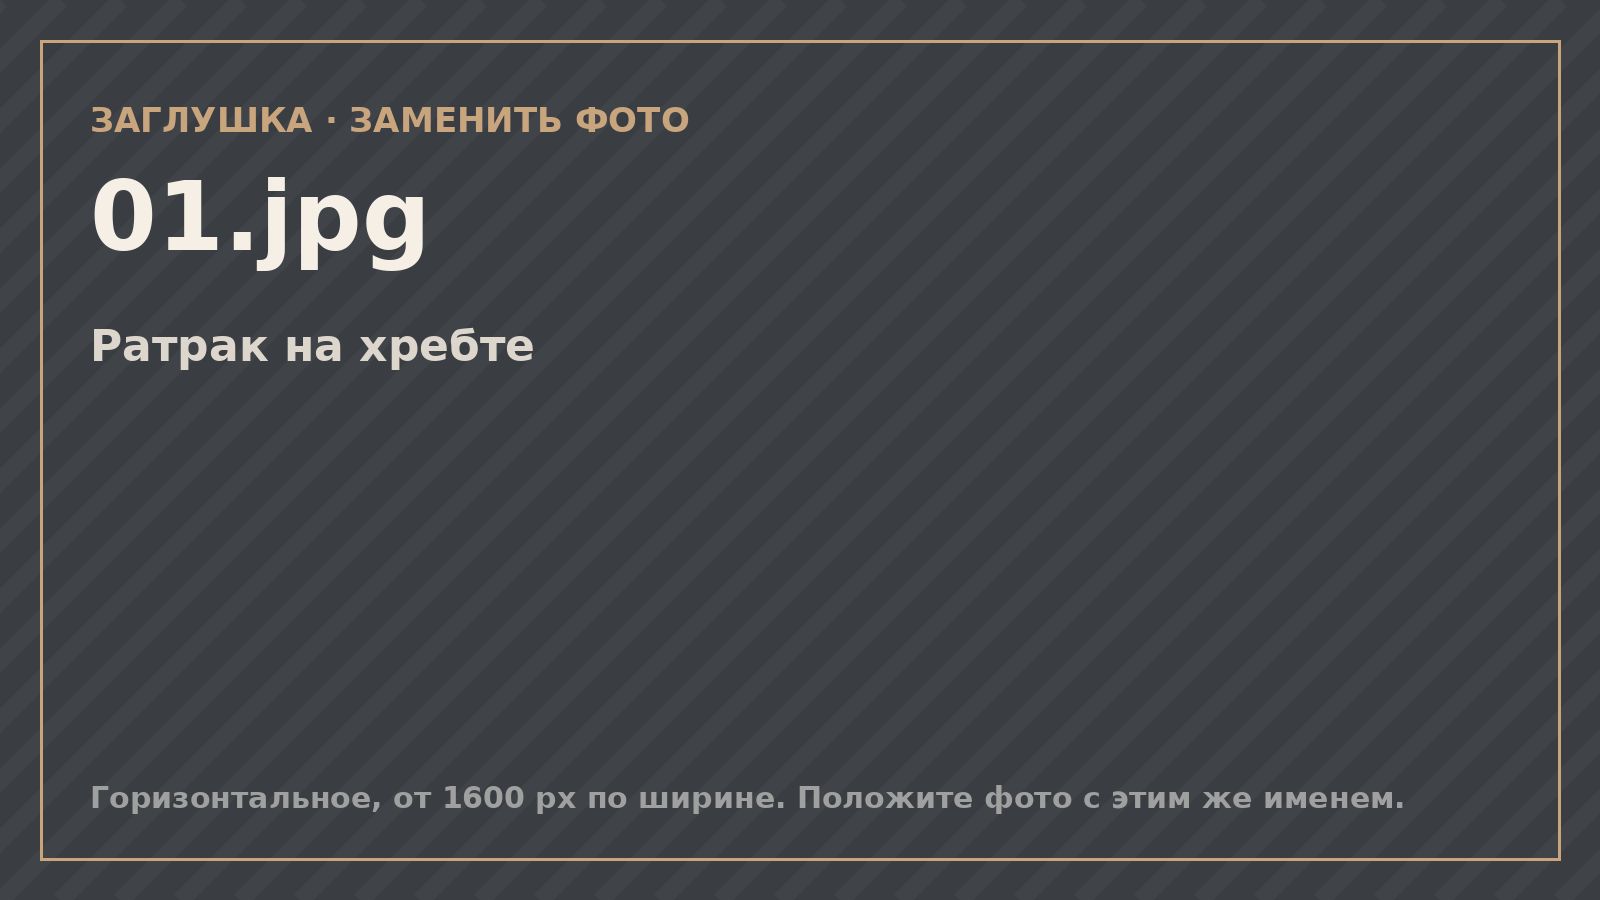 ЗАГЛУШКА · ЗАМЕНИТЬ ФОТО
01.jpg
Ратрак на хребте
Горизонтальное, от 1600 px по ширине. Положите фото с этим же именем.